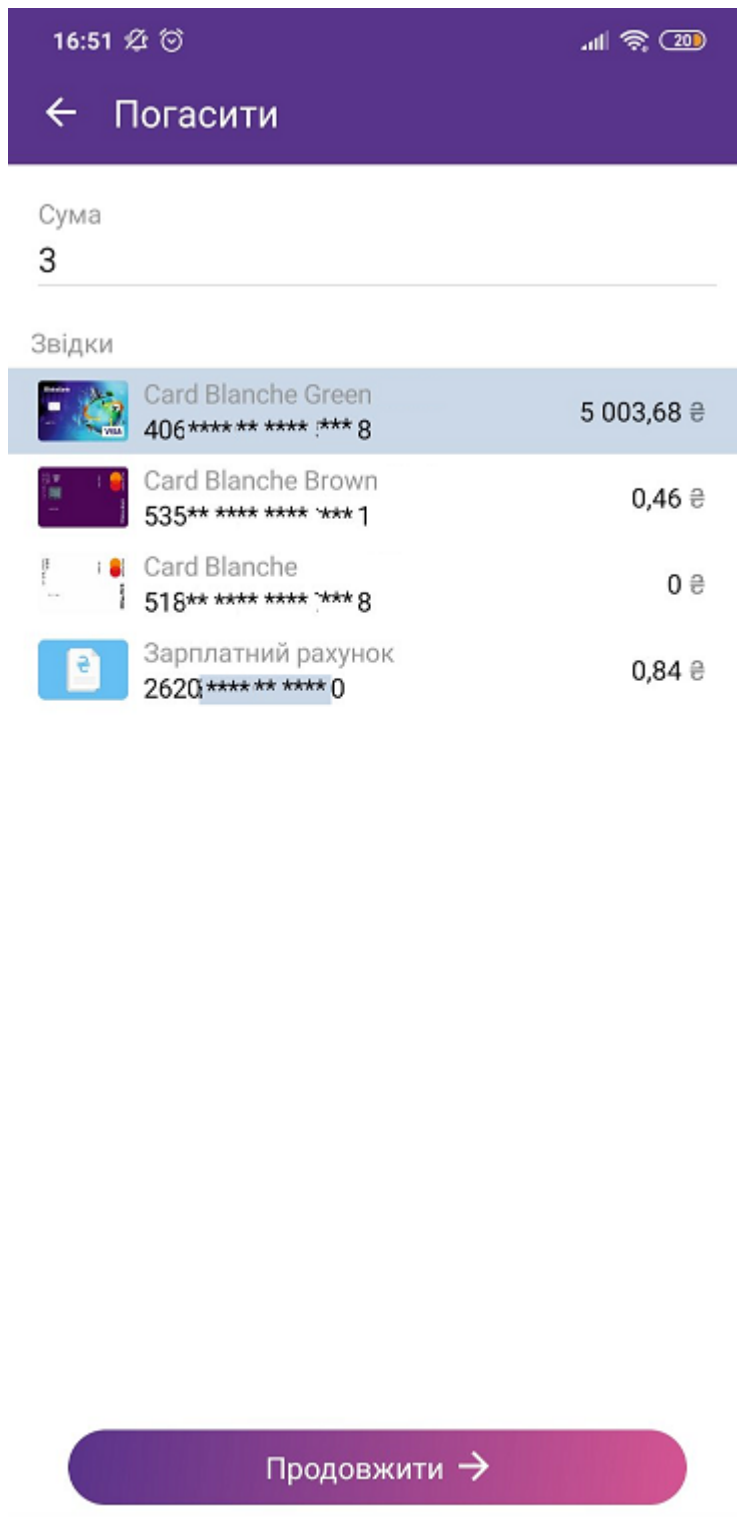 16:51
20
Погасити
Сума
3
Звідки
Card Blanche Green
5 003,68 ₴
406 **** ** **** *** 8
VISA
Card Blanche Brown
0,46 ₴
535** **** **** *** 1
Card Blanche
0 ₴
518** **** **** *** 8
Зарплатний рахунок
0,84 ₴
2620 **** ** **** 0
Продовжити →